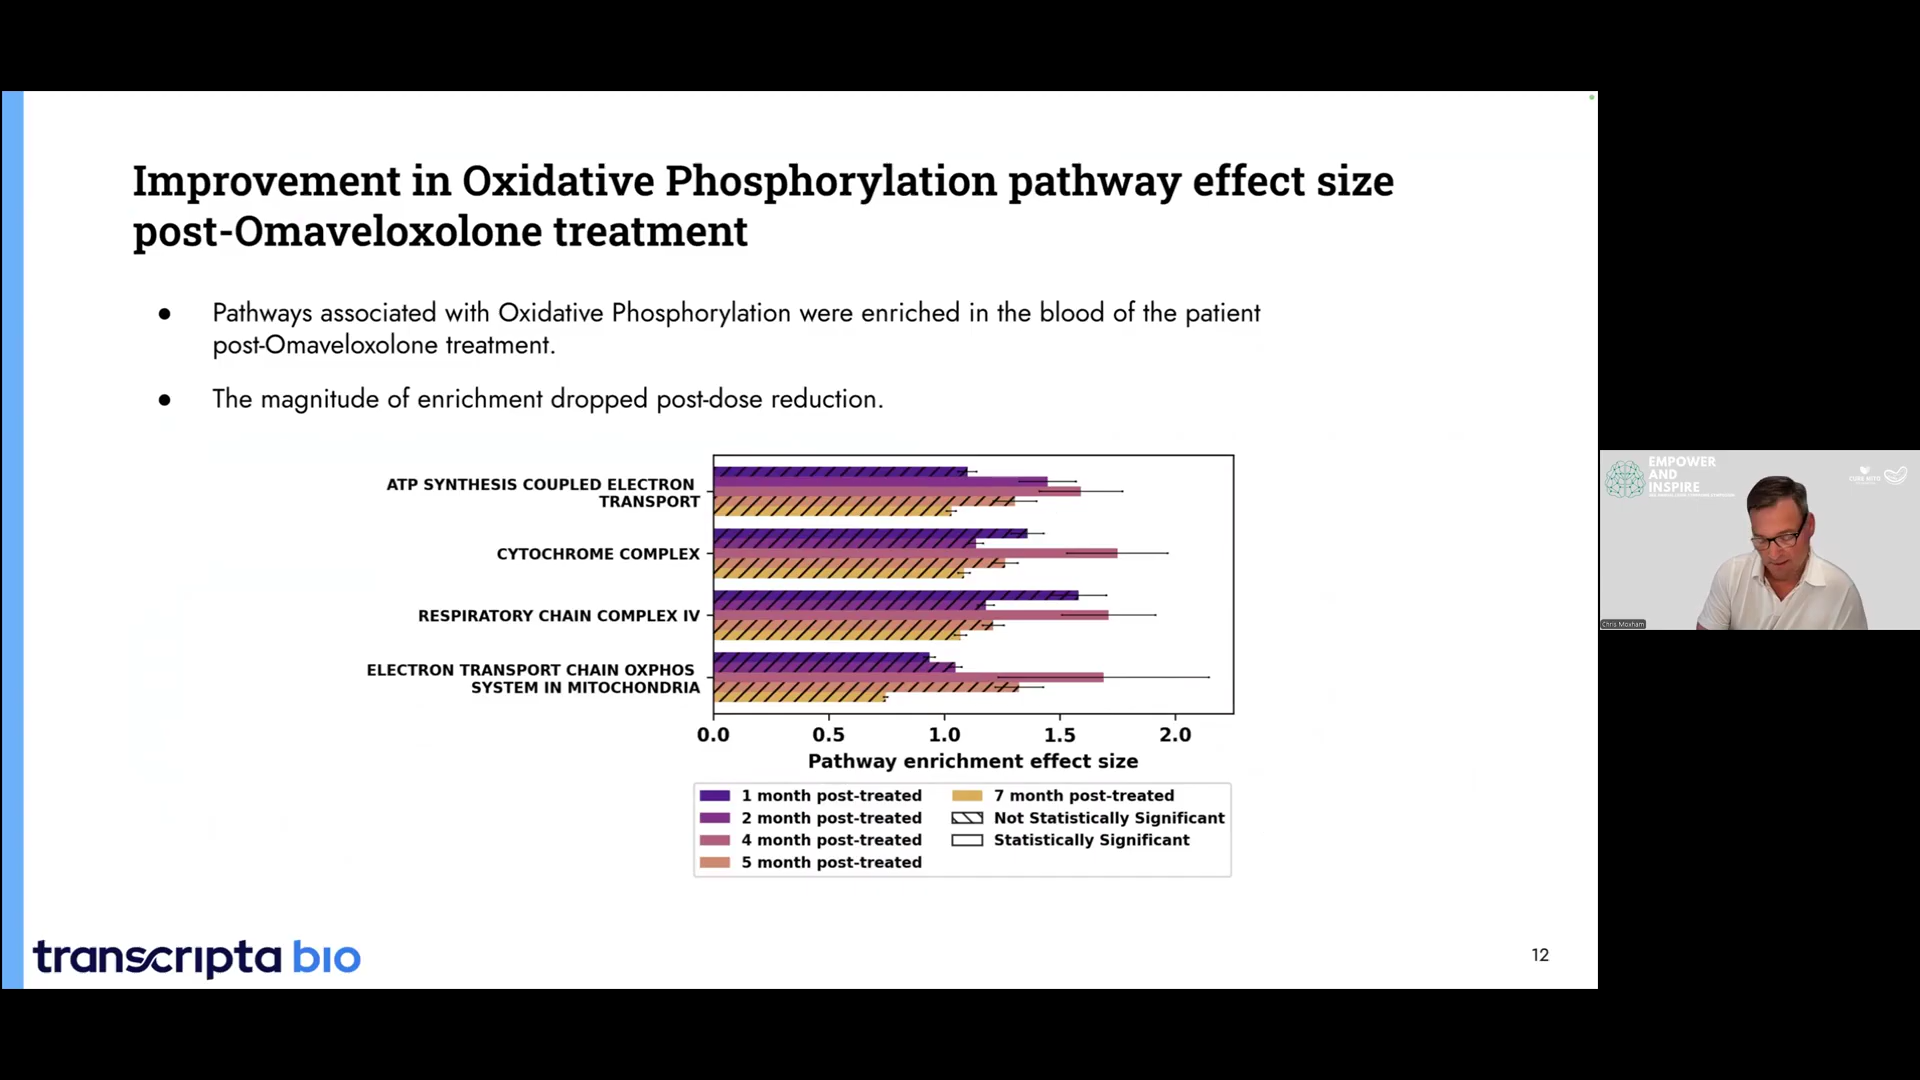 Improvement in Oxidative Phosphorylation pathway effect size
post-Omaveloxolone treatment
● Pathways associated with Oxidative Phosphorylation were enriched in the blood of the patient
post-Omaveloxolone treatment.
● The magnitude of enrichment dropped post-dose reduction.
ATP SYNTHESIS COUPLED ELECTRON
TRANSPORT
CYTOCHROME COMPLEX
RESPIRATORY CHAIN COMPLEX IV
ELECTRON TRANSPORT CHAIN OXPHOS
SYSTEM IN MITOCHONDRIA
0.0 0.5 1.0 1.5 2.0
Pathway enrichment effect size
1 month post-treated
2 month post-treated
4 month post-treated
5 month post-treated
7 month post-treated
Not Statistically Significant
Statistically Significant
transcripta bio
12
EMPOWER
AND
INSPIRE
CURE MITO
Chris Moxham